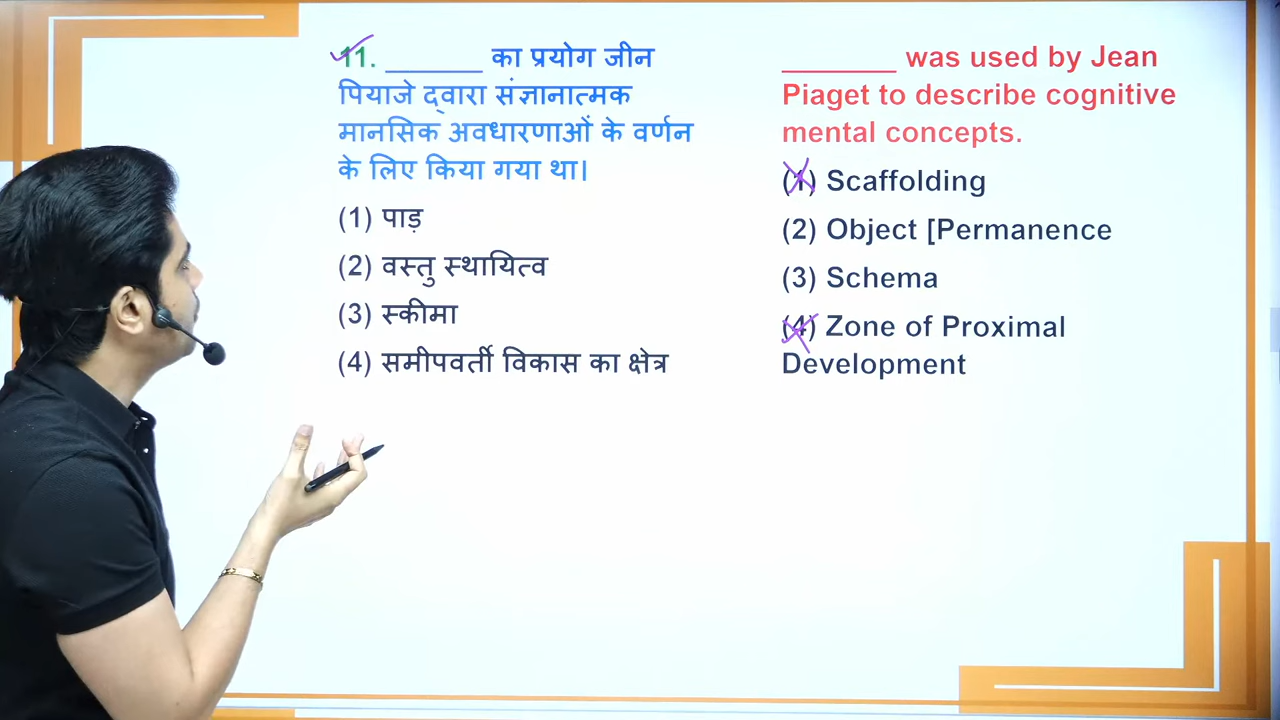 11. ______ का प्रयोग जीन
पियाजे द्वारा संज्ञानात्मक
मानसिक अवधारणाओं के वर्णन
के लिए किया गया था।
(1) पाड़
(2) वस्तु स्थायित्व
(3) स्कीमा
(4) समीपवर्ती विकास का क्षेत्र
_______ was used by Jean
Piaget to describe cognitive
mental concepts.
(1) Scaffolding
(2) Object [Permanence
(3) Schema
(4) Zone of Proximal
Development